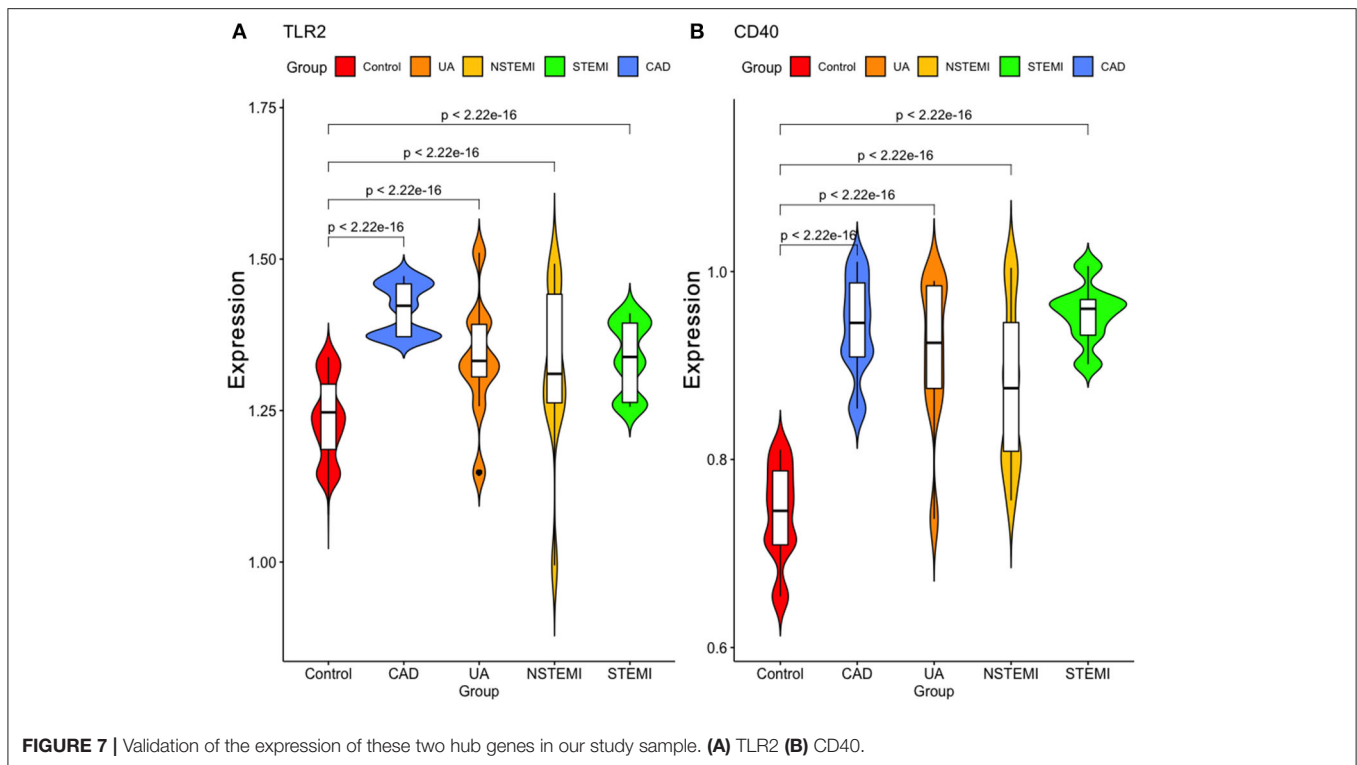 A TLR2
Group Control UA NSTEMI STEMI CAD
1.75
1.50
1.25
1.00
Expression
p < 2.22e-16
p < 2.22e-16
p < 2.22e-16
p < 2.22e-16
Control CAD UA NSTEMI STEMI
Group
B CD40
Group Control UA NSTEMI STEMI CAD
1.0
0.8
0.6
Expression
p < 2.22e-16
p < 2.22e-16
p < 2.22e-16
p < 2.22e-16
Control CAD UA NSTEMI STEMI
Group
FIGURE 7 | Validation of the expression of these two hub genes in our study sample. (A) TLR2 (B) CD40.